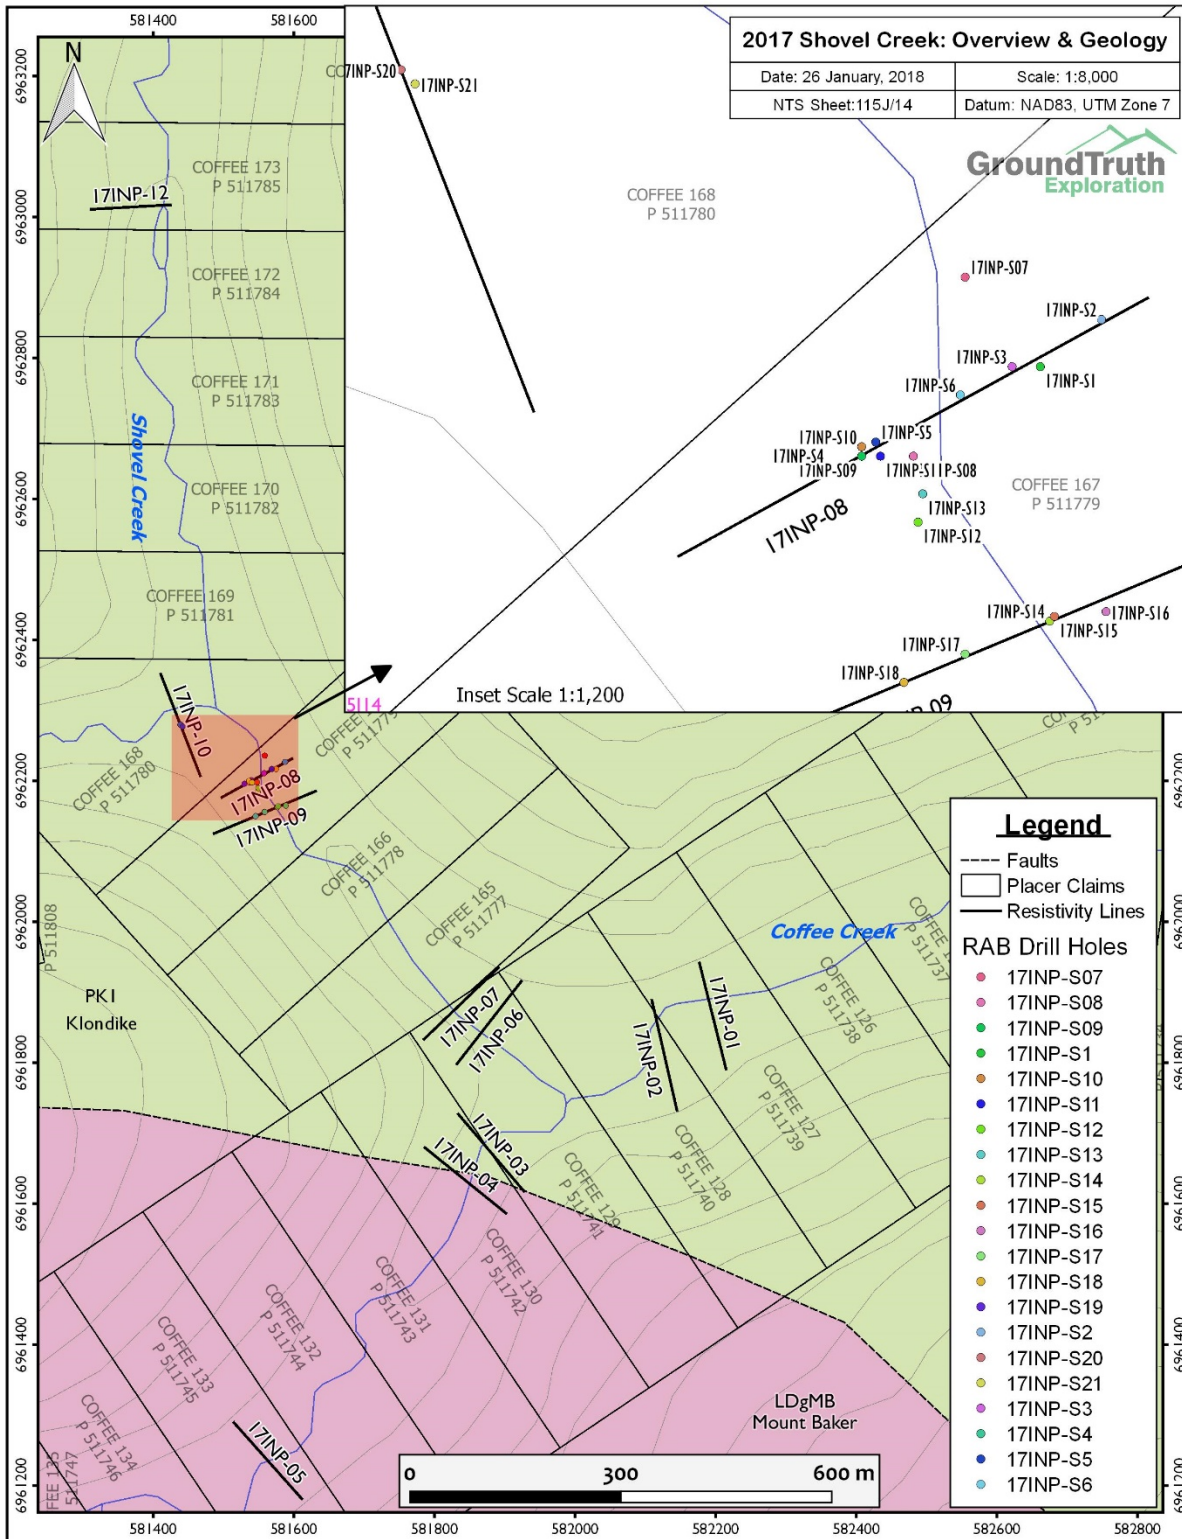 581400
581600
2017 Shovel Creek: Overview & Geology
Date: 26 January, 2018
Scale: 1:8,000
NTS Sheet:115J/14
Datum: NAD83, UTM Zone 7
GroundTruth
Exploration
N
6963200
6963000
6962800
6962600
6962400
6962200
6962000
6961800
6961600
6961400
6961200
17INP-S21
COFFEE 168
P 511780
17INP-S07
17INP-S2
17INP-S3
17INP-S1
17INP-S6
17INP-S5
17INP-S10
17INP-S4
17INP-S09
COFFEE 167
P 511779
17INP-S13
17INP-S12
17INP-08
17INP-S14
17INP-S15
17INP-S16
17INP-S17
17INP-S18
Inset Scale 1:1,200
5114
COFFEE 173
P 511785
17INP-12
COFFEE 172
P 511784
COFFEE 171
P 511783
Shovel Creek
COFFEE 170
P 511782
COFFEE 169
P 511781
17INP-10
COFFEE 168
P 511780
17INP-08
17INP-09
COFFEE 166
P 511778
COFFEE 165
P 511777
P 511808
PK1
Klondike
Coffee Creek
17INP-07
17INP-06
17INP-02
17INP-01
COFFEE 126
P 511738
COFFEE 127
P 511739
COFFEE 128
P 511740
COFFEE 129
P 511741
17INP-03
17INP-04
COFFEE 130
P 511742
COFFEE 131
P 511743
COFFEE 132
P 511744
COFFEE 133
P 511745
COFFEE 134
P 511746
17INP-05
LDgMB
Mount Baker
0 300 600 m
Legend
Faults
Placer Claims
Resistivity Lines
RAB Drill Holes
17INP-S07
17INP-S08
17INP-S09
17INP-S1
17INP-S10
17INP-S11
17INP-S12
17INP-S13
17INP-S14
17INP-S15
17INP-S16
17INP-S17
17INP-S18
17INP-S19
17INP-S2
17INP-S20
17INP-S21
17INP-S3
17INP-S4
17INP-S5
17INP-S6
6962200
6962000
6961800
6961600
6961400
6961200
581400
581600
581800
582000
582200
582400
582600
582800